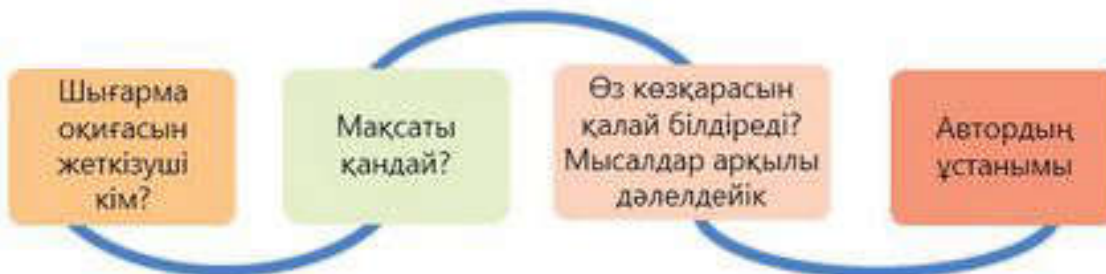 Шығарма
оқиғасын
жеткізуші
кім?
Мақсаты
қандай?
Өз көзқарасын
қалай білдіреді?
Мысалдар арқылы
дәлелдейік
Автордың
ұстанымы